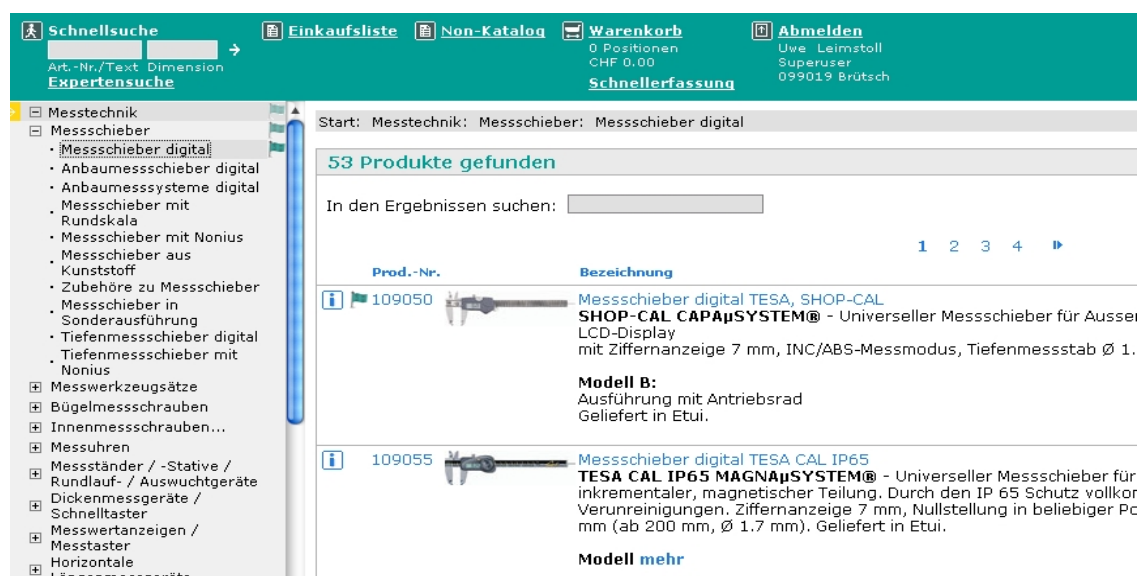 Schnellsuche
Art.-Nr./Text Dimension
Expertensuche
Einkaufsliste
Non-Katalog
Warenkorb
0 Positionen
CHF 0.00
Schnellerfassung
Abmelden
Uwe Leimstoll
Superuser
099019 Brütsch
Messtechnik
Messschieber
Messschieber digital
Anbaumessschieber digital
Anbaumesssysteme digital
Messschieber mit
Rundskala
Messschieber mit Nonius
Messschieber aus
Kunststoff
Zubehöre zu Messschieber
Messschieber in
Sonderausführung
Tiefenmessschieber digital
Tiefenmessschieber mit
Nonius
Messwerkzeugsätze
Bügelmessschrauben
Innenmessschrauben...
Messuhren
Messständer / -Stative /
Rundlauf- / Auswuchtgeräte
Dickenmessgeräte /
Schnelltaster
Messwertanzeigen /
Messtaster
Horizontale
Start: Messtechnik: Messschieber: Messschieber digital
53 Produkte gefunden
In den Ergebnissen suchen:
1 2 3 4
Prod.-Nr. Bezeichnung
109050 Messschieber digital TESA, SHOP-CAL
SHOP-CAL CAPAµSYSTEM® - Universeller Messschieber für Ausser
LCD-Display
mit Ziffernanzeige 7 mm, INC/ABS-Messmodus, Tiefenmessstab Ø 1.
Modell B:
Ausführung mit Antriebsrad
Geliefert in Etui.
109055 Messschieber digital TESA CAL IP65
TESA CAL IP65 MAGNAµSYSTEM® - Universeller Messschieber für
inkrementaler, magnetischer Teilung. Durch den IP 65 Schutz vollkor
Verunreinigungen. Ziffernanzeige 7 mm, Nullstellung in beliebiger Po
mm (ab 200 mm, Ø 1.7 mm). Geliefert in Etui.
Modell mehr